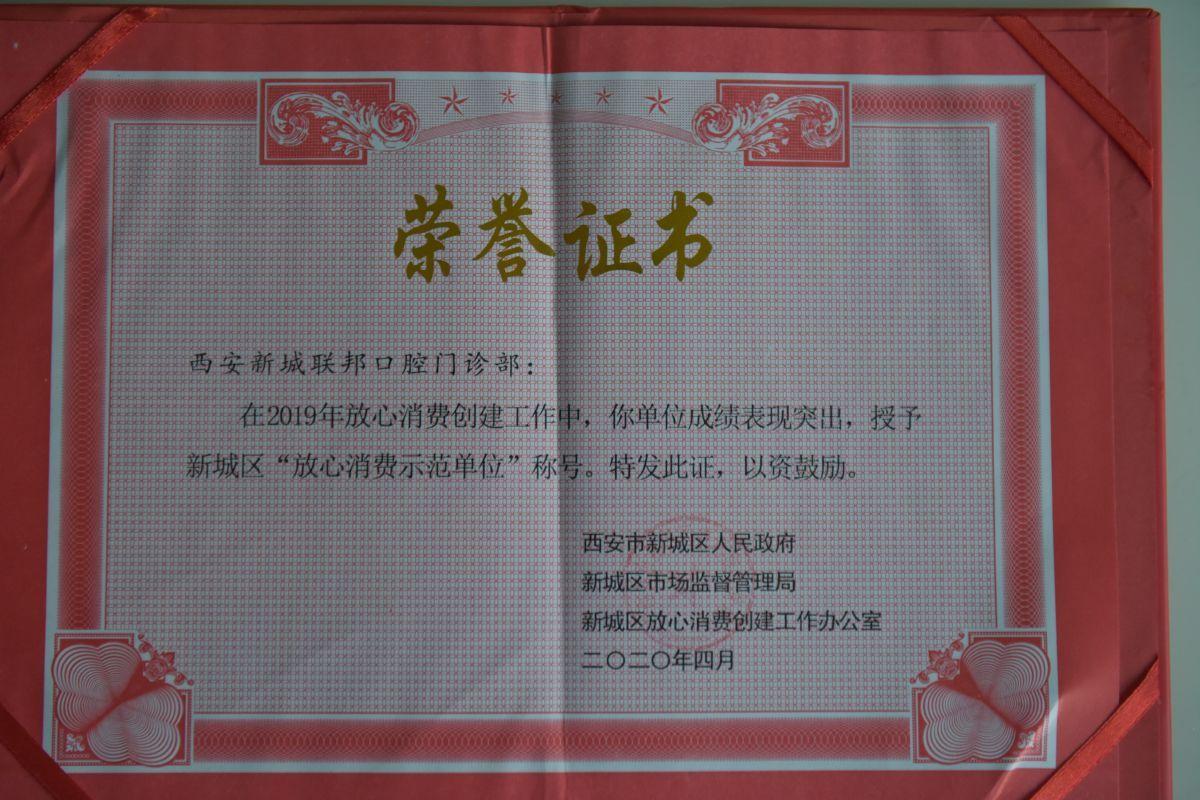 荣誉证书
西安新城联邦口腔门诊部：
在2019年放心消费创建工作中，你单位成绩表现突出，授予
新城区“放心消费示范单位”称号。特发此证，以资鼓励。
西安市新城区人民政府
新城区市场监督管理局
新城区放心消费创建工作办公室
二〇二〇年四月